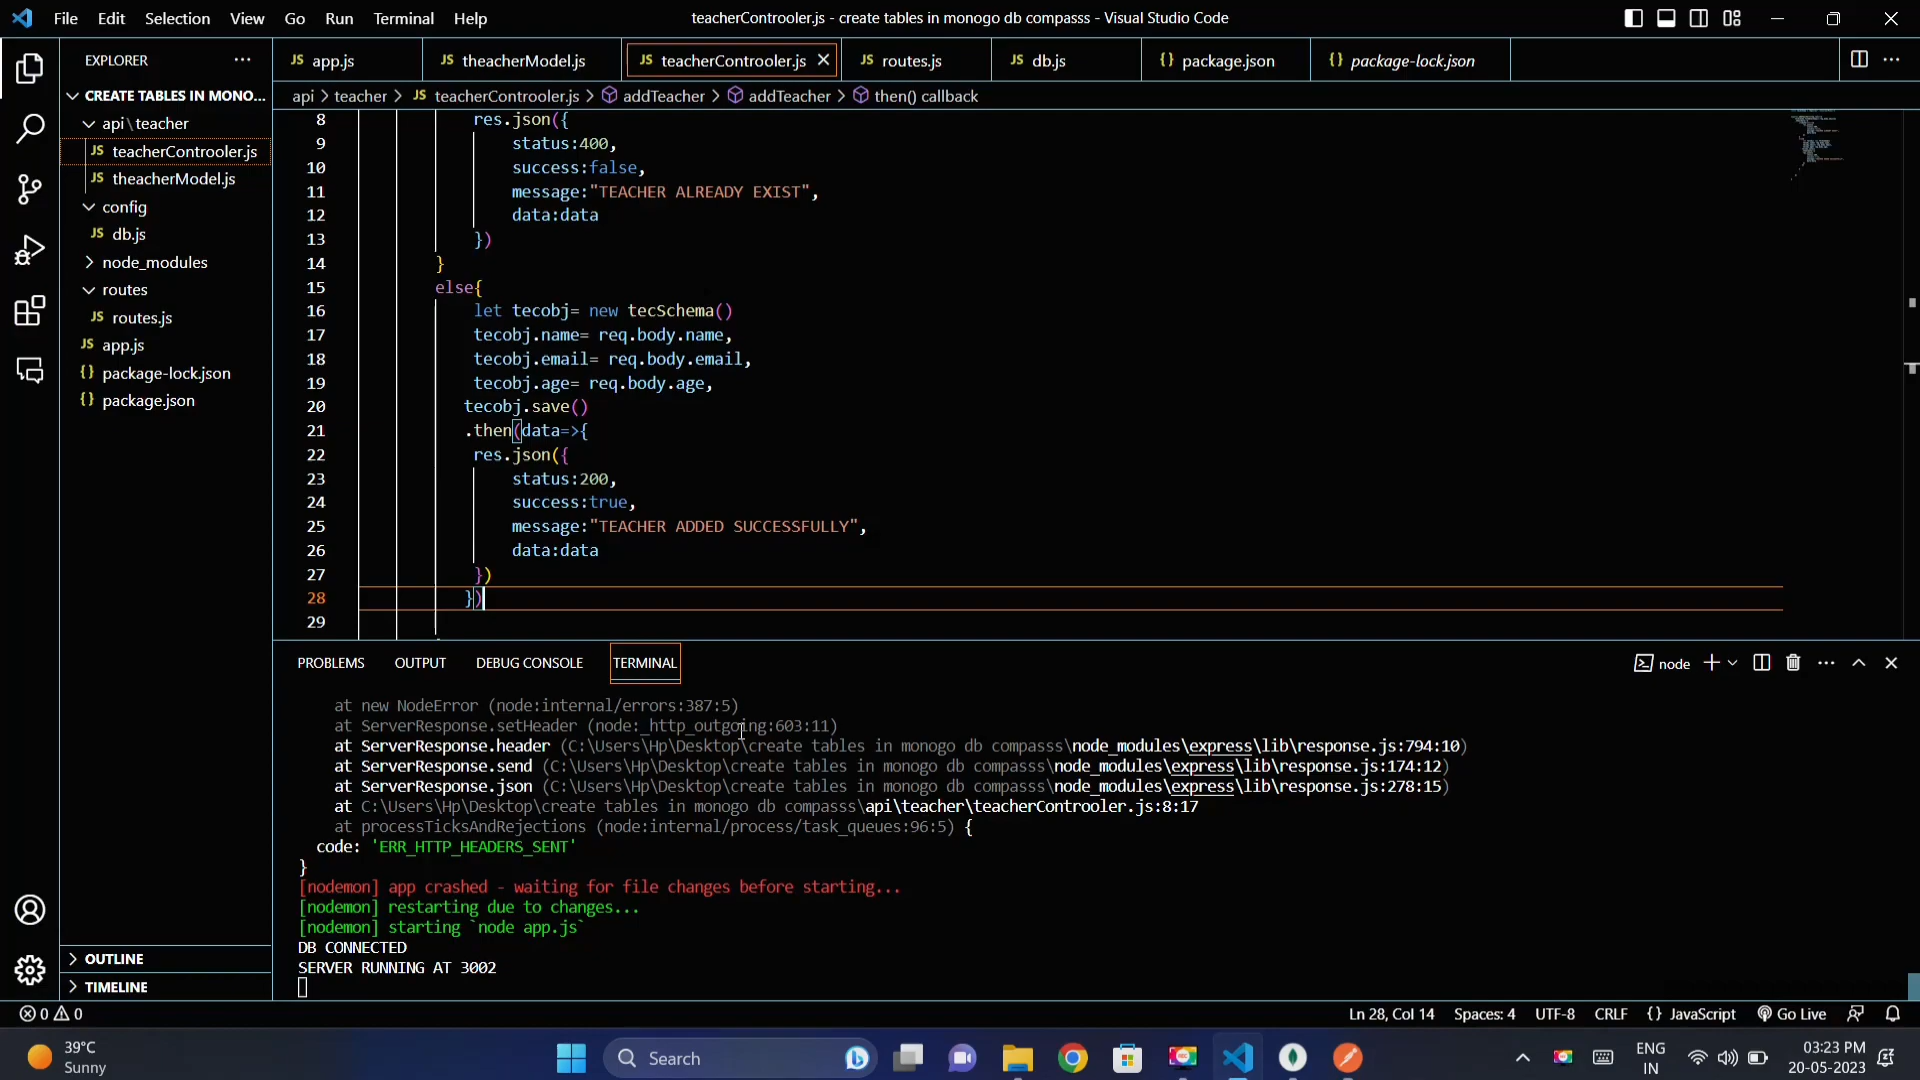 File Edit Selection View Go Run Terminal Help
teacherControoler.js - create tables in monogo db compasss - Visual Studio Code
EXPLORER
JS app.js
JS theacherModel.js
JS teacherControoler.js
JS routes.js
JS db.js
{} package.json
{} package-lock.json
CREATE TABLES IN MONO...
api > teacher > JS teacherControoler.js > addTeacher > addTeacher > then() callback
api\teacher
JS teacherControoler.js
JS theacherModel.js
config
JS db.js
node_modules
routes
JS routes.js
JS app.js
{} package-lock.json
{} package.json
OUTLINE
TIMELINE
8 res.json({
9 status:400,
10 success:false,
11 message:"TEACHER ALREADY EXIST",
12 data:data
13 })
14 }
15 else{
16 let tecobj= new tecSchema()
17 tecobj.name= req.body.name,
18 tecobj.email= req.body.email,
19 tecobj.age= req.body.age,
20 tecobj.save()
21 .then(data=>{
22 res.json({
23 status:200,
24 success:true,
25 message:"TEACHER ADDED SUCCESSFULLY",
26 data:data
27 })
28 })
29
PROBLEMS OUTPUT DEBUG CONSOLE TERMINAL
node
at new NodeError (node:internal/errors:387:5)
at ServerResponse.setHeader (node:_http_outgoing:603:11)
at ServerResponse.header (C:\Users\Hp\Desktop\create tables in monogo db compasss\node_modules\express\lib\response.js:794:10)
at ServerResponse.send (C:\Users\Hp\Desktop\create tables in monogo db compasss\node_modules\express\lib\response.js:174:12)
at ServerResponse.json (C:\Users\Hp\Desktop\create tables in monogo db compasss\node_modules\express\lib\response.js:278:15)
at C:\Users\Hp\Desktop\create tables in monogo db compasss\api\teacher\teacherControoler.js:8:17
at processTicksAndRejections (node:internal/process/task_queues:96:5) {
code: 'ERR_HTTP_HEADERS_SENT'
}
[nodemon] app crashed - waiting for file changes before starting...
[nodemon] restarting due to changes...
[nodemon] starting `node app.js`
DB CONNECTED
SERVER RUNNING AT 3002
0 0
Ln 28, Col 14 Spaces: 4 UTF-8 CRLF {} JavaScript Go Live
39°C
Sunny
Search
ENG
IN
03:23 PM
20-05-2023